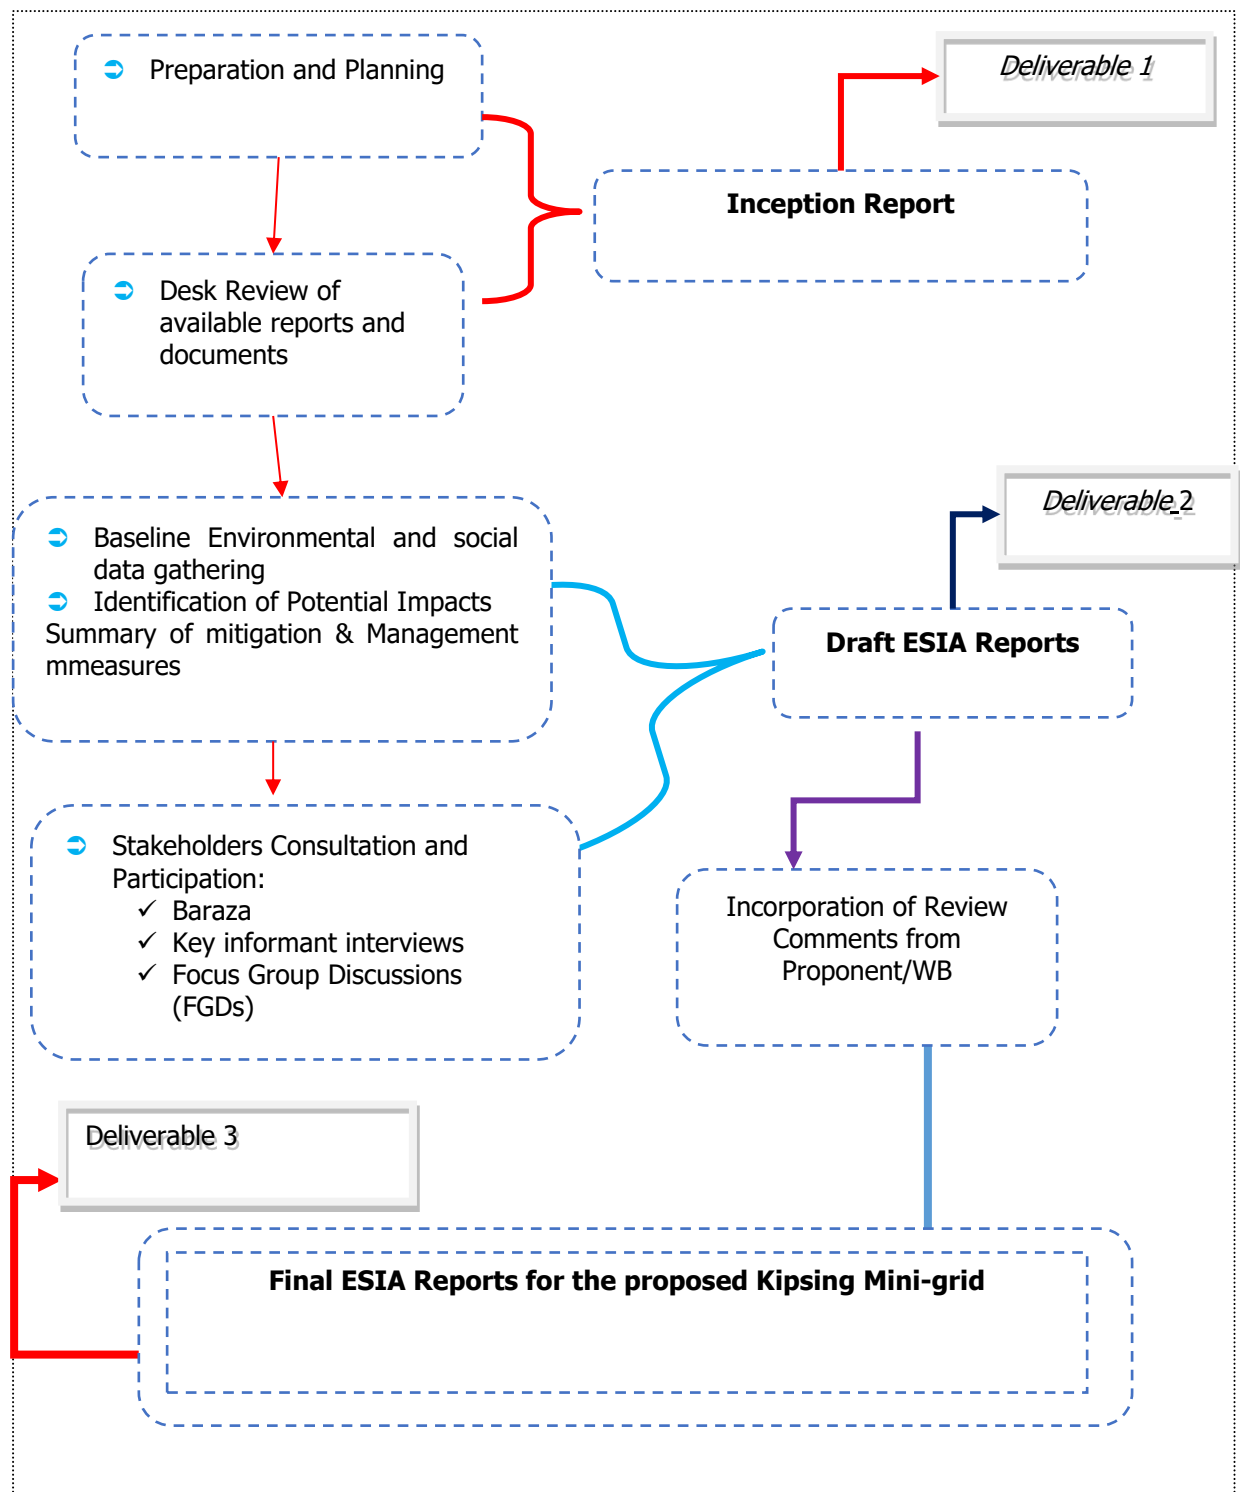 Preparation and Planning
Deliverable 1
Inception Report
Desk Review of
available reports and
documents
Deliverable 2
Baseline Environmental and social
data gathering
Identification of Potential Impacts
Summary of mitigation & Management
mmeasures
Draft ESIA Reports
Stakeholders Consultation and
Participation:
✓ Baraza
✓ Key informant interviews
✓ Focus Group Discussions
(FGDs)
Incorporation of Review
Comments from
Proponent/WB
Deliverable 3
Final ESIA Reports for the proposed Kipsing Mini-grid